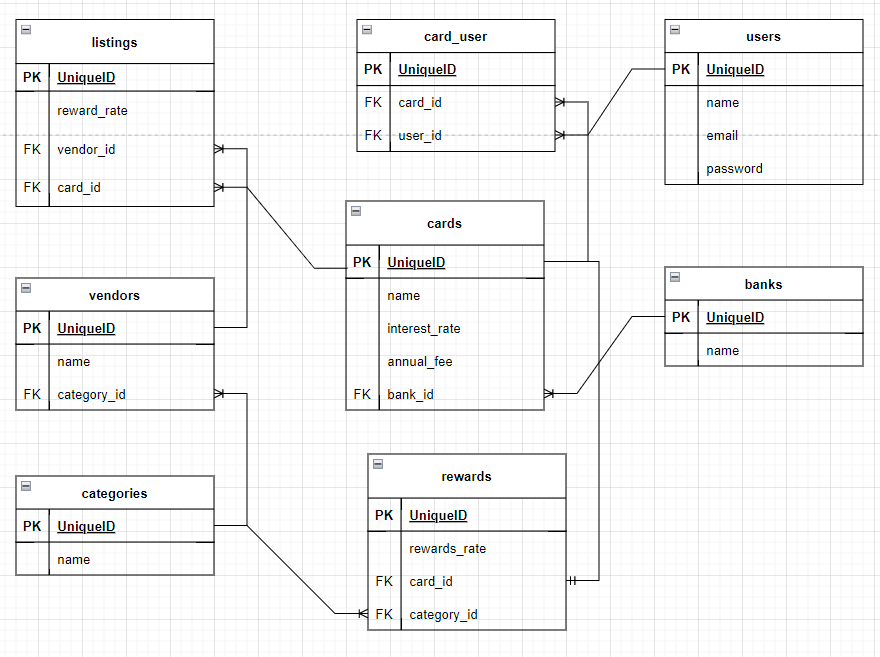 listings
PK UniqueID
reward_rate
FK vendor_id
FK card_id
card_user
PK UniqueID
FK card_id
FK user_id
users
PK UniqueID
name
email
password
cards
PK UniqueID
name
interest_rate
annual_fee
FK bank_id
banks
PK UniqueID
name
vendors
PK UniqueID
name
FK category_id
categories
PK UniqueID
name
rewards
PK UniqueID
rewards_rate
FK card_id
FK category_id